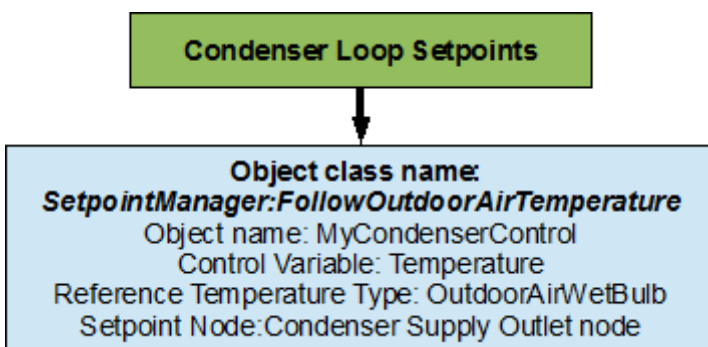 Condenser Loop Setpoints
Object class name:
SetpointManager:FollowOutdoorAirTemperature
Object name: MyCondenserControl
Control Variable: Temperature
Reference Temperature Type: OutdoorAirWetBulb
Setpoint Node:Condenser Supply Outlet node